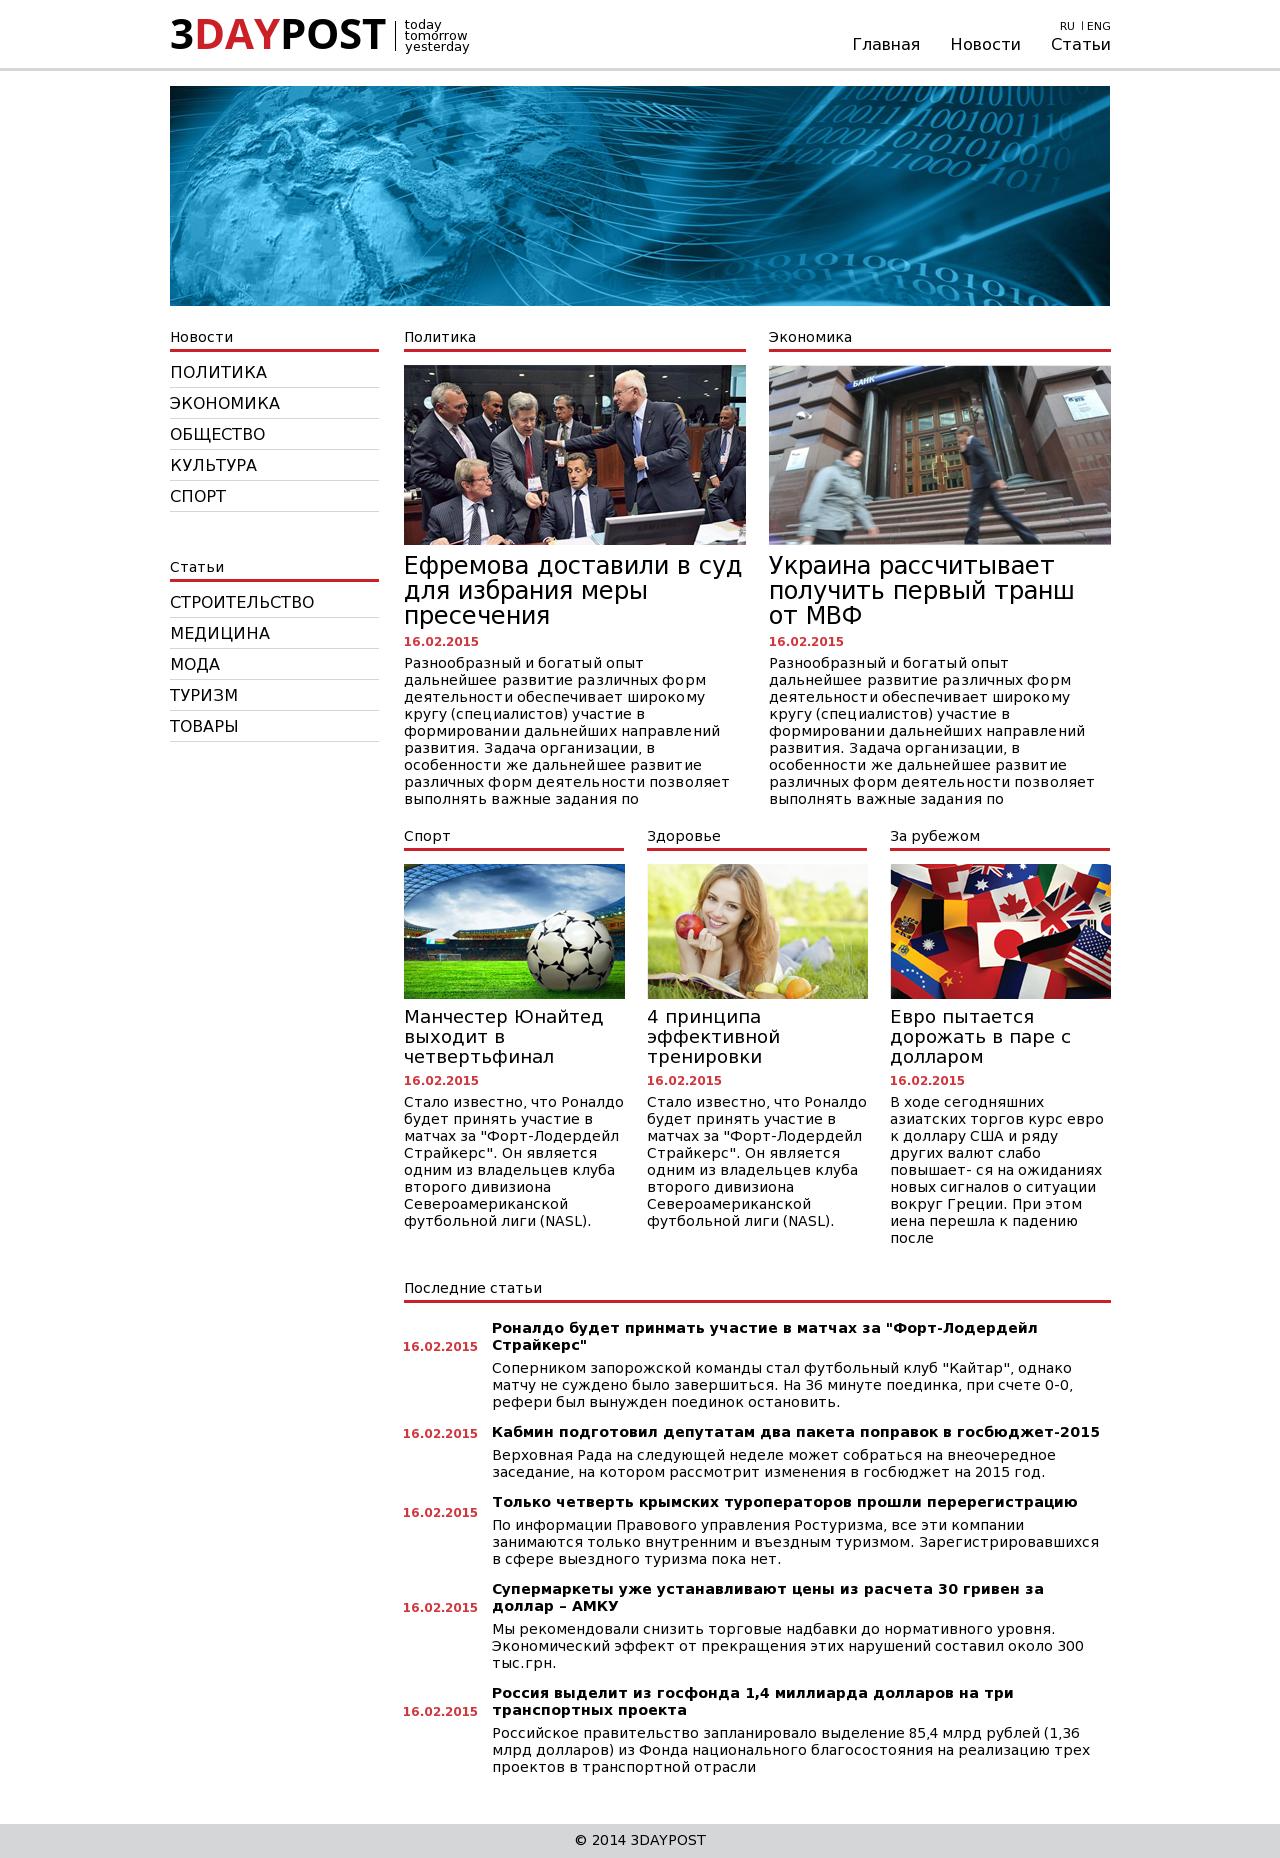 3DAYPOST
today
tomorrow
yesterday
RU | ENG
Главная Новости Статьи
Новости
ПОЛИТИКА
ЭКОНОМИКА
ОБЩЕСТВО
КУЛЬТУРА
СПОРТ
Статьи
СТРОИТЕЛЬСТВО
МЕДИЦИНА
МОДА
ТУРИЗМ
ТОВАРЫ
Политика
Ефремова доставили в суд
для избрания меры
пресечения
16.02.2015
Разнообразный и богатый опыт
дальнейшее развитие различных форм
деятельности обеспечивает широкому
кругу (специалистов) участие в
формировании дальнейших направлений
развития. Задача организации, в
особенности же дальнейшее развитие
различных форм деятельности позволяет
выполнять важные задания по
Экономика
БАНК
Украина рассчитывает
получить первый транш
от МВФ
16.02.2015
Разнообразный и богатый опыт
дальнейшее развитие различных форм
деятельности обеспечивает широкому
кругу (специалистов) участие в
формировании дальнейших направлений
развития. Задача организации, в
особенности же дальнейшее развитие
различных форм деятельности позволяет
выполнять важные задания по
Спорт
Манчестер Юнайтед
выходит в
четвертьфинал
16.02.2015
Стало известно, что Роналдо
будет принять участие в
матчах за "Форт-Лодердейл
Страйкерс". Он является
одним из владельцев клуба
второго дивизиона
Североамериканской
футбольной лиги (NASL).
Здоровье
4 принципа
эффективной
тренировки
16.02.2015
Стало известно, что Роналдо
будет принять участие в
матчах за "Форт-Лодердейл
Страйкерс". Он является
одним из владельцев клуба
второго дивизиона
Североамериканской
футбольной лиги (NASL).
За рубежом
Евро пытается
дорожать в паре с
долларом
16.02.2015
В ходе сегодняшних
азиатских торгов курс евро
к доллару США и ряду
других валют слабо
повышает- ся на ожиданиях
новых сигналов о ситуации
вокруг Греции. При этом
иена перешла к падению
после
Последние статьи
16.02.2015
Роналдо будет принмать участие в матчах за "Форт-Лодердейл
Страйкерс"
Соперником запорожской команды стал футбольный клуб "Кайтар", однако
матчу не суждено было завершиться. На 36 минуте поединка, при счете 0-0,
рефери был вынужден поединок остановить.
16.02.2015
Кабмин подготовил депутатам два пакета поправок в госбюджет-2015
Верховная Рада на следующей неделе может собраться на внеочередное
заседание, на котором рассмотрит изменения в госбюджет на 2015 год.
16.02.2015
Только четверть крымских туроператоров прошли перерегистрацию
По информации Правового управления Ростуризма, все эти компании
занимаются только внутренним и въездным туризмом. Зарегистрировавшихся
в сфере выездного туризма пока нет.
16.02.2015
Супермаркеты уже устанавливают цены из расчета 30 гривен за
доллар – АМКУ
Мы рекомендовали снизить торговые надбавки до нормативного уровня.
Экономический эффект от прекращения этих нарушений составил около 300
тыс.грн.
16.02.2015
Россия выделит из госфонда 1,4 миллиарда долларов на три
транспортных проекта
Российское правительство запланировало выделение 85,4 млрд рублей (1,36
млрд долларов) из Фонда национального благосостояния на реализацию трех
проектов в транспортной отрасли
© 2014 3DAYPOST